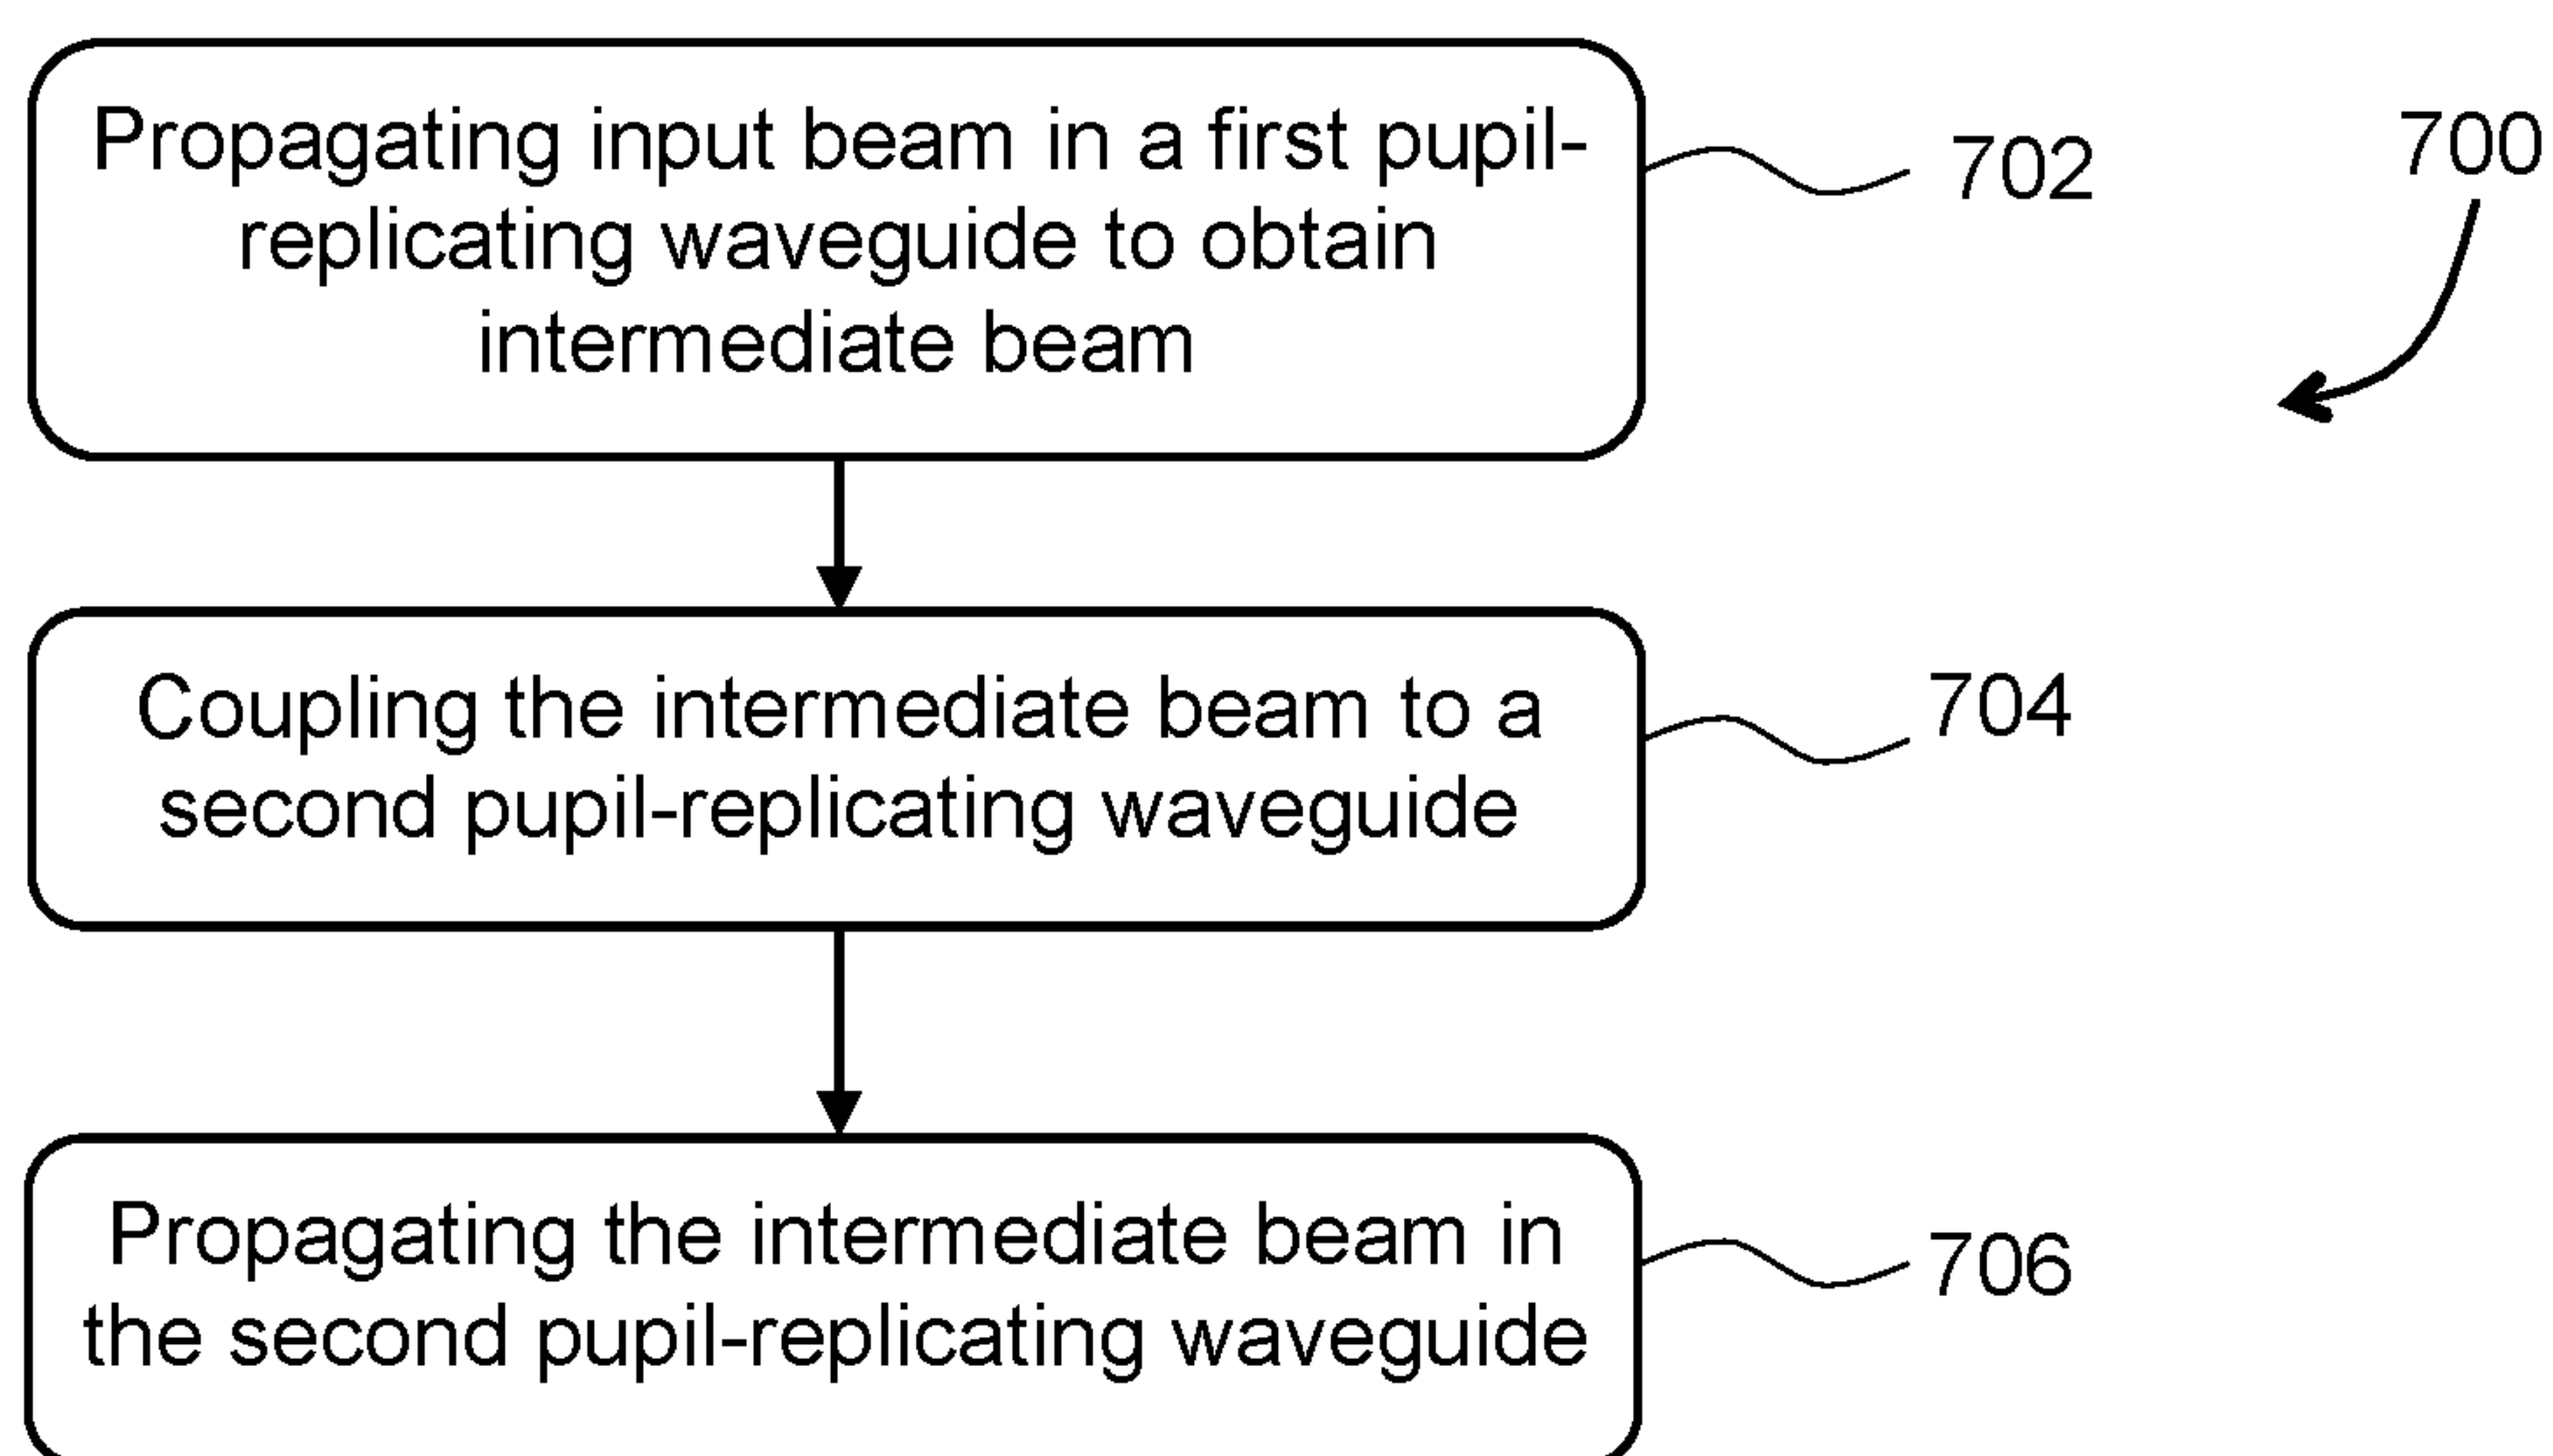 Propagating input beam in a first pupil-
replicating waveguide to obtain
intermediate beam
702
700
Coupling the intermediate beam to a
second pupil-replicating waveguide
704
Propagating the intermediate beam in
the second pupil-replicating waveguide
706